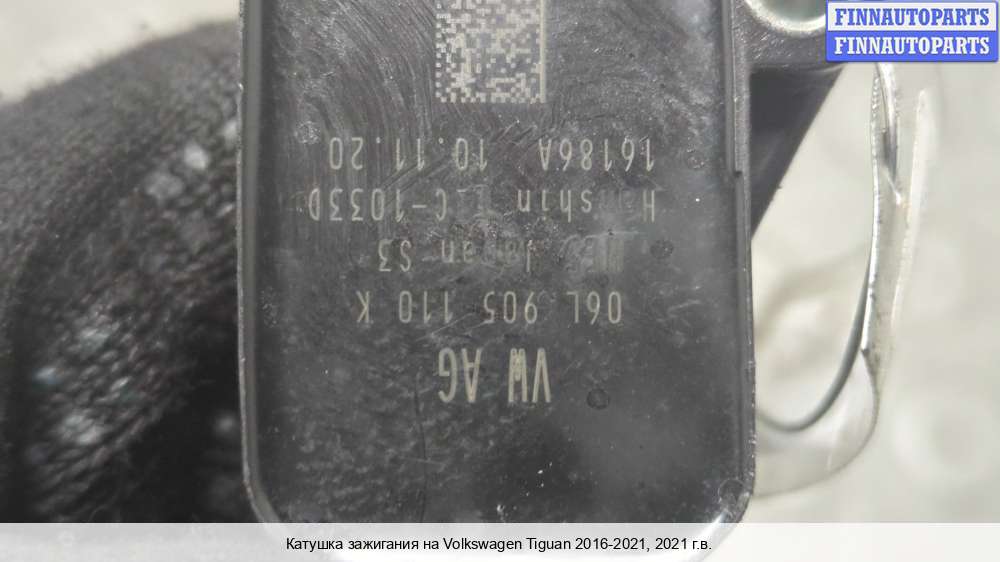 FINNAUTOPARTS
FINNAUTOPARTS
VW AG
06L 905 110 K
Japan S3
Hanshin C-1033D
16186A 10.11.20
Катушка зажигания на Volkswagen Tiguan 2016-2021, 2021 г.в.